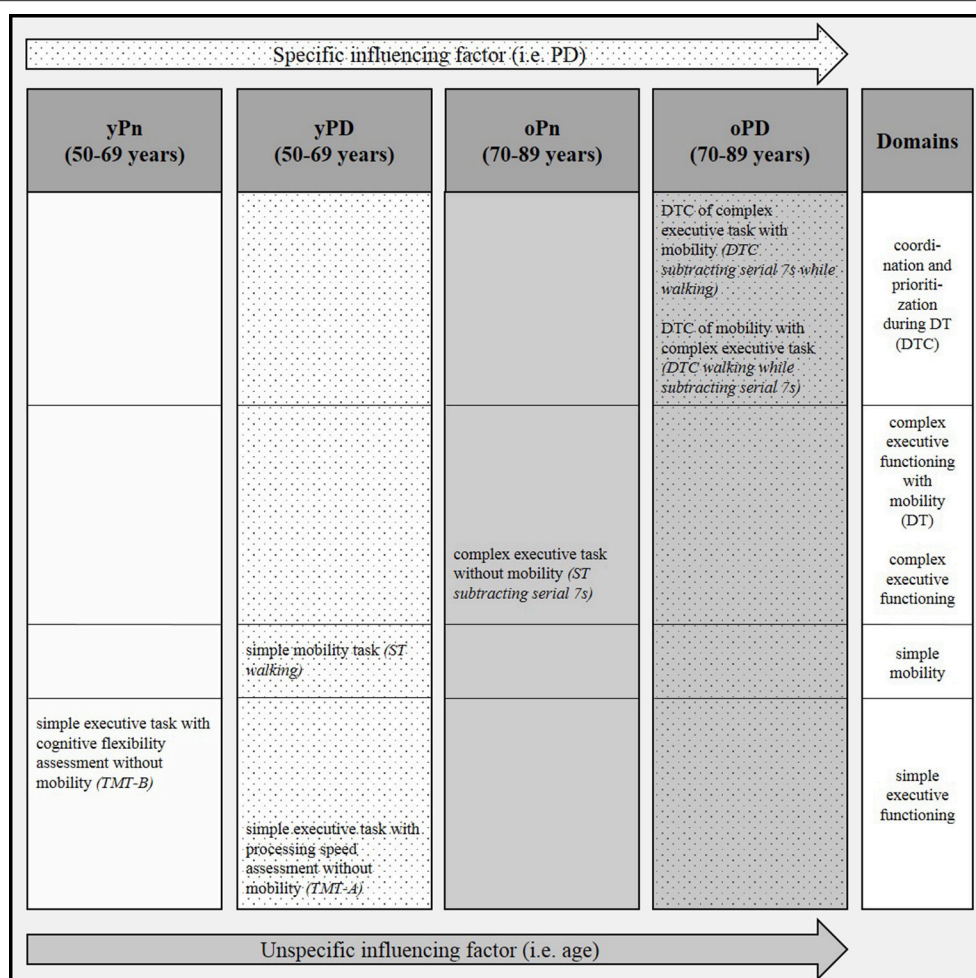 Specific influencing factor (i.e. PD)
yPn
(50-69 years)
yPD
(50-69 years)
oPn
(70-89 years)
oPD
(70-89 years)
Domains
DTC of complex
executive task with
mobility (DTC
subtracting serial 7s while
walking)
DTC of mobility with
complex executive task
(DTC walking while
subtracting serial 7s)
coordi-
nation and
prioriti-
zation
during DT
(DTC)
complex executive task
without mobility (ST
subtracting serial 7s)
complex
executive
functioning
with
mobility
(DT)
complex
executive
functioning
simple mobility task (ST
walking)
simple
mobility
simple executive task with
cognitive flexibility
assessment without
mobility (TMT-B)
simple executive task with
processing speed
assessment without
mobility (TMT-A)
simple
executive
functioning
Unspecific influencing factor (i.e. age)